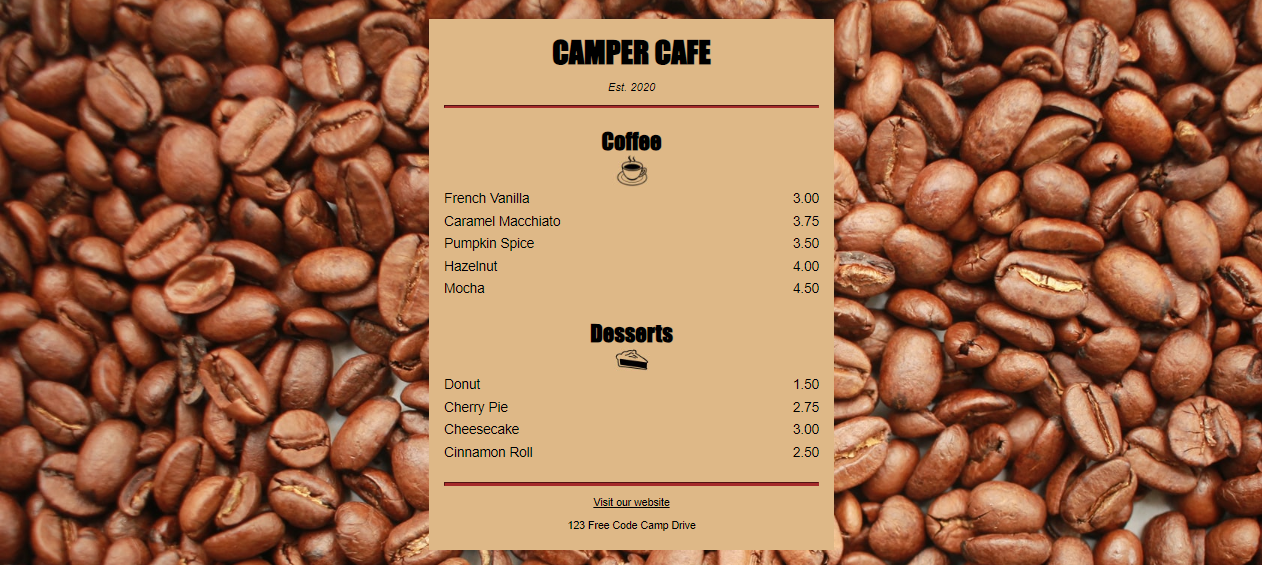 CAMPER CAFE
Est. 2020
Coffee
French Vanilla 3.00
Caramel Macchiato 3.75
Pumpkin Spice 3.50
Hazelnut 4.00
Mocha 4.50
Desserts
Donut 1.50
Cherry Pie 2.75
Cheesecake 3.00
Cinnamon Roll 2.50
Visit our website
123 Free Code Camp Drive